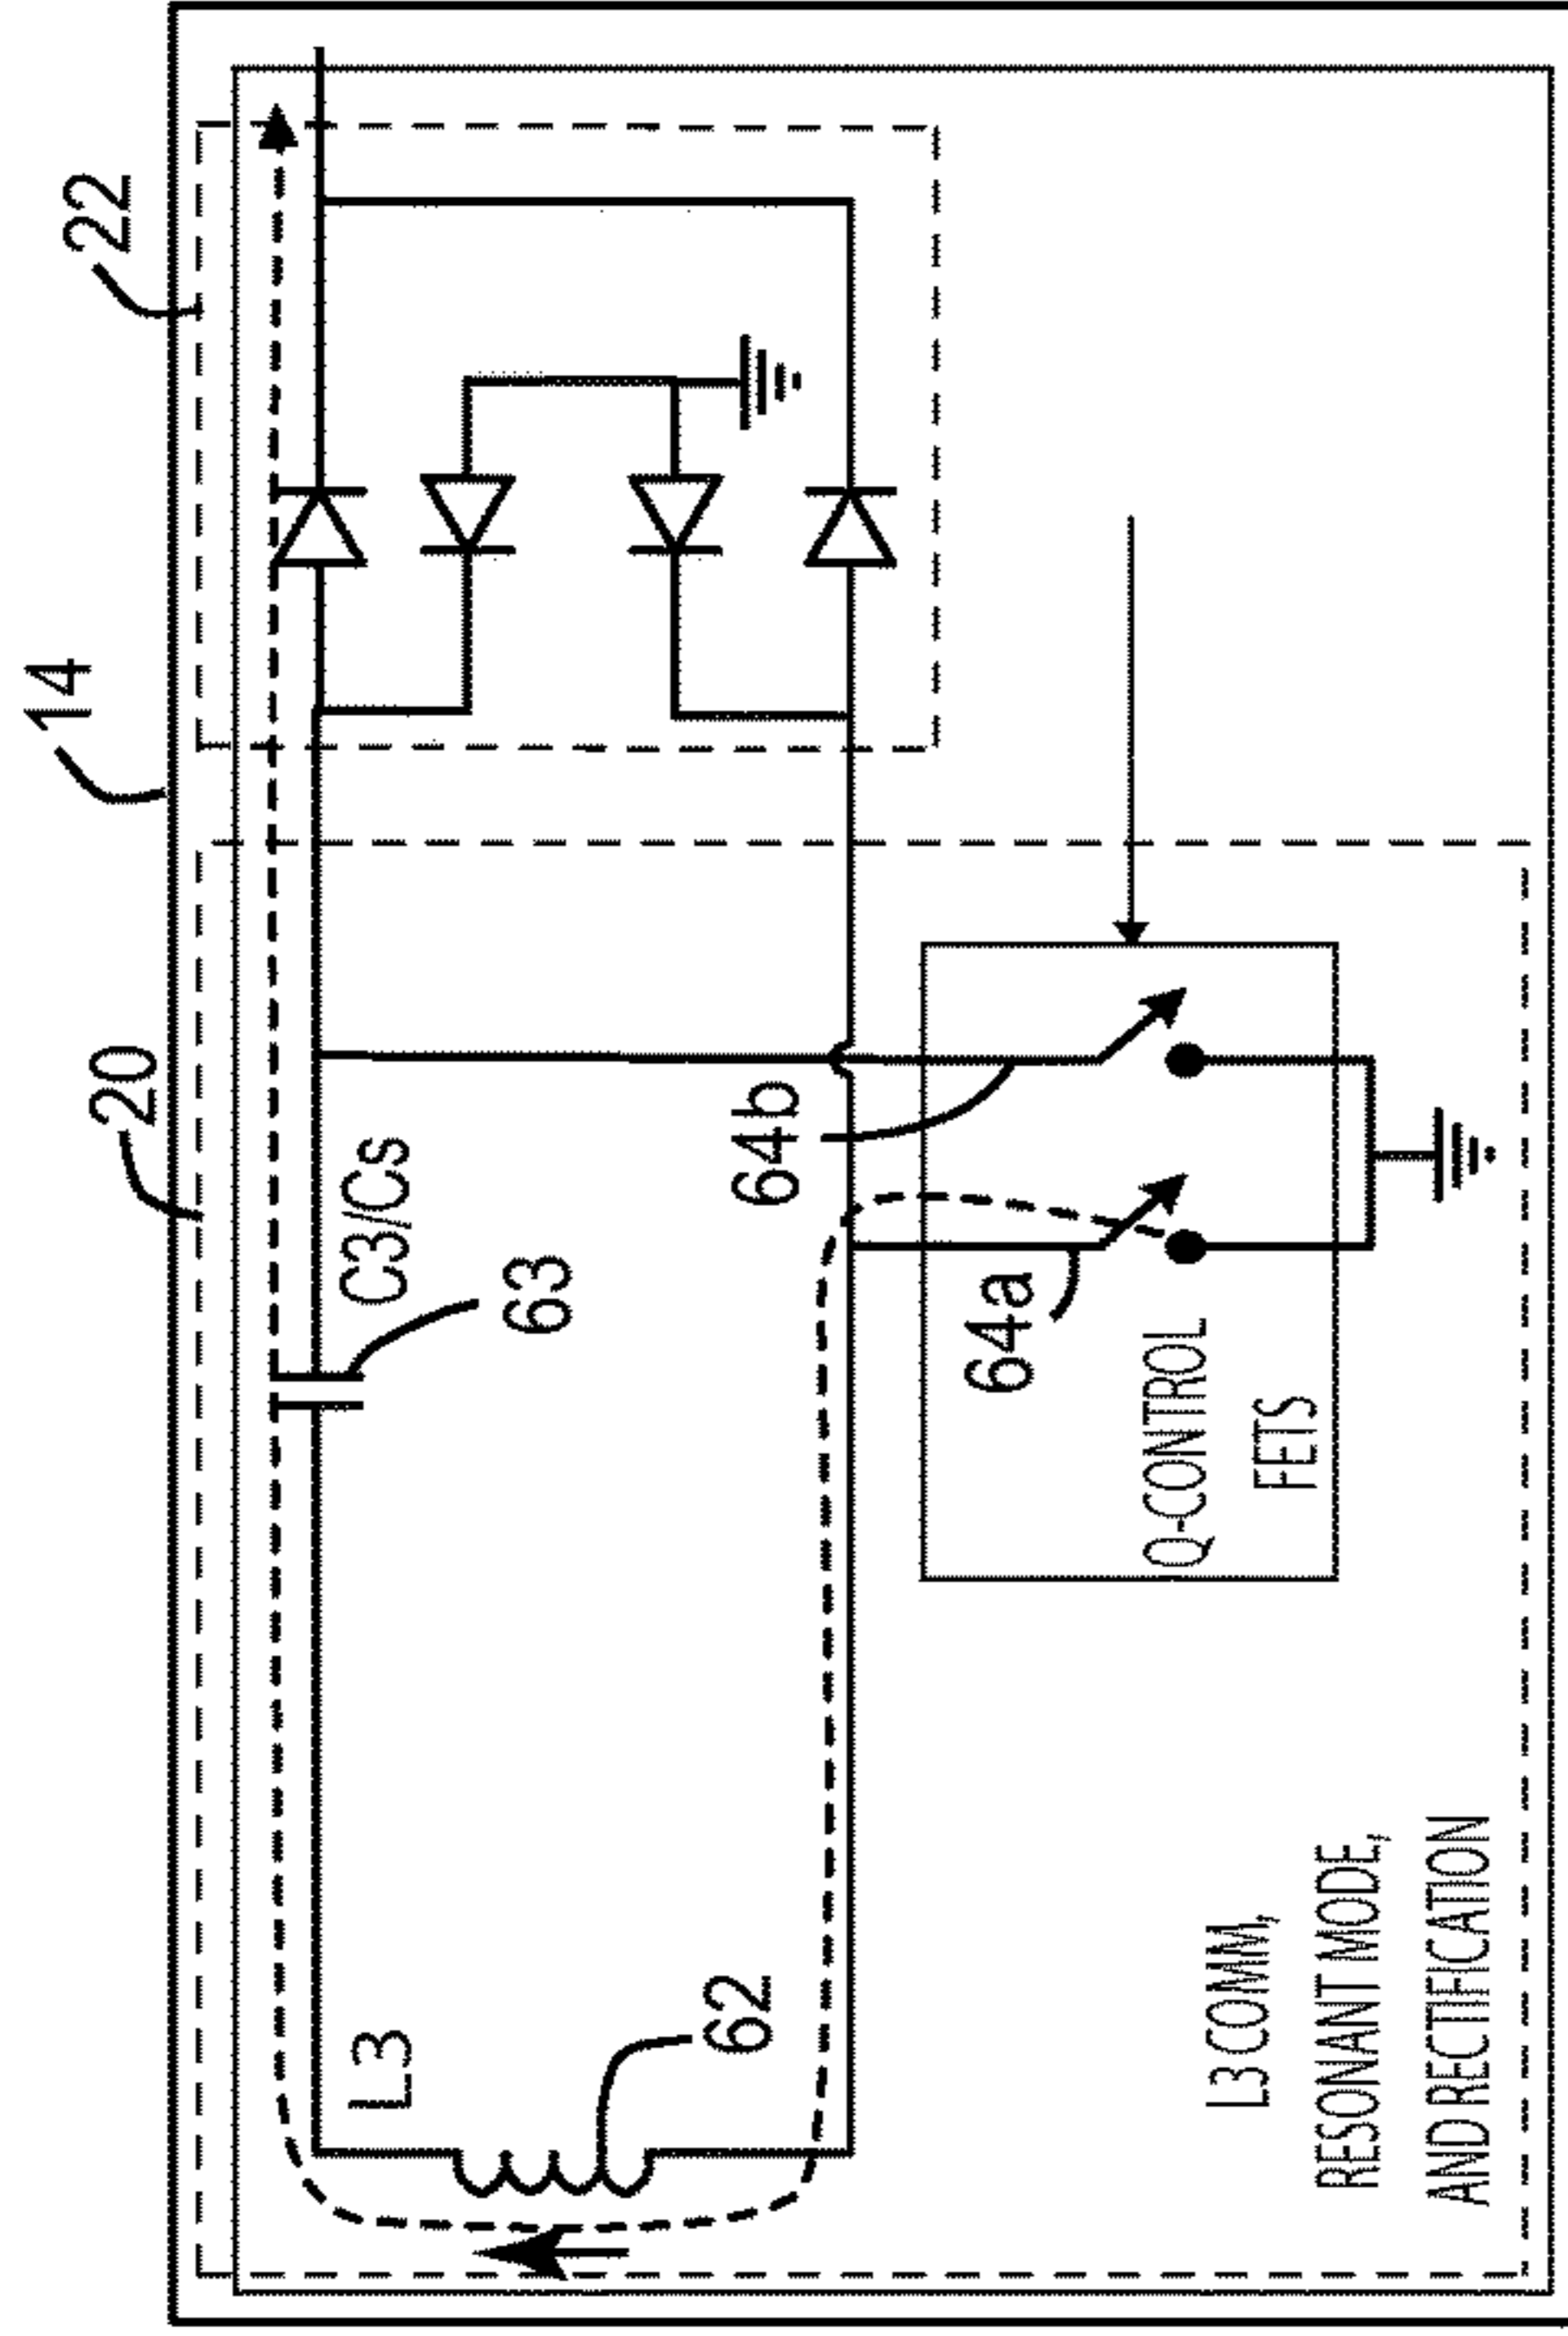 14
20
22
L3
C3/Cs
63
62
64b
64a
Q-CONTROL
FETS
L3 COMM,
RESONANT MODE,
AND RECTIFICATION